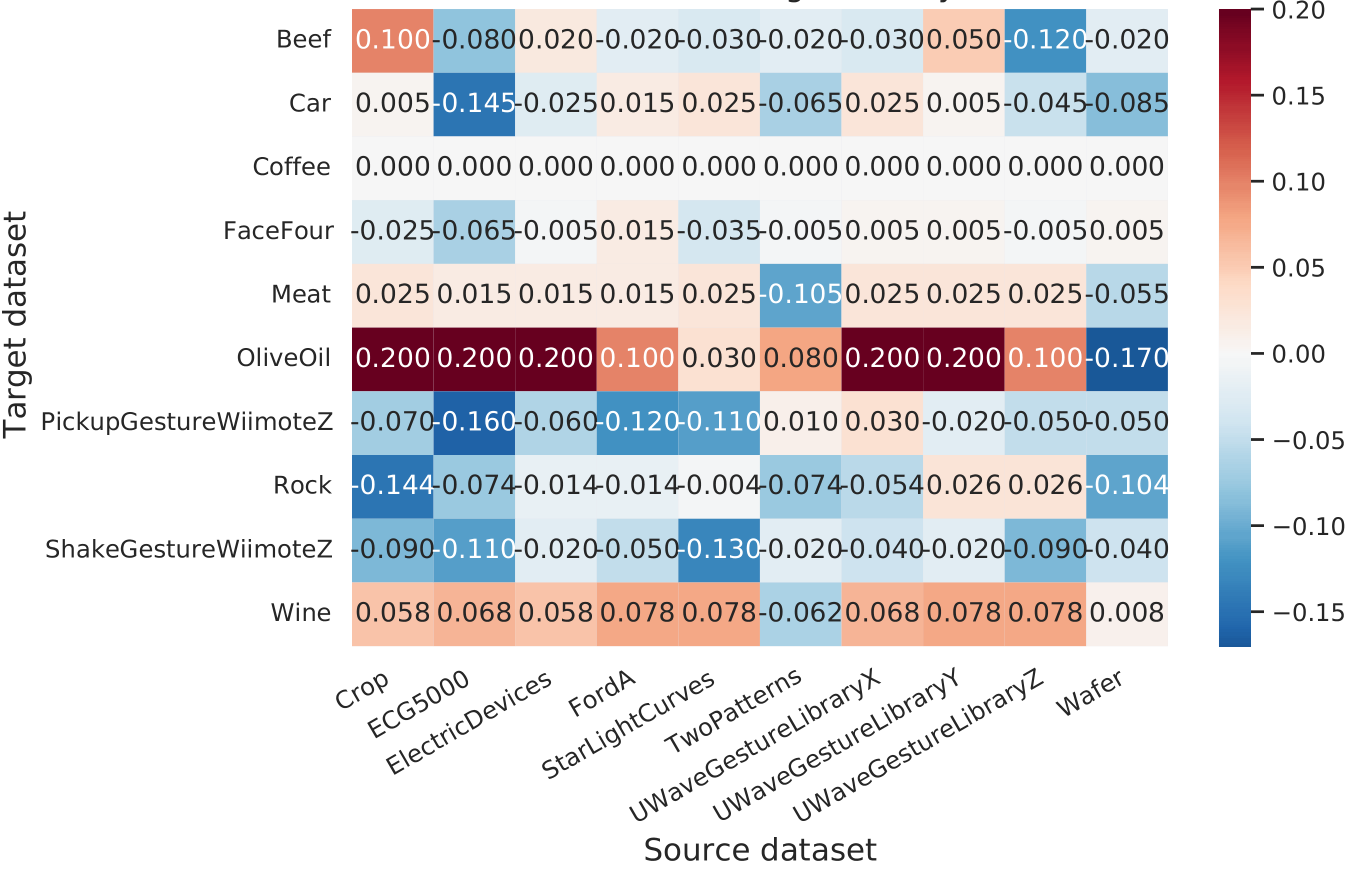 Beef 0.100 -0.080 0.020 -0.020 -0.030 -0.020 -0.030 0.050 -0.120 -0.020
Car 0.005 -0.145 -0.025 0.015 0.025 -0.065 0.025 0.005 -0.045 -0.085
Coffee 0.000 0.000 0.000 0.000 0.000 0.000 0.000 0.000 0.000 0.000
FaceFour -0.025 -0.065 -0.005 0.015 -0.035 -0.005 0.005 0.005 -0.005 0.005
Meat 0.025 0.015 0.015 0.015 0.025 -0.105 0.025 0.025 0.025 -0.055
OliveOil 0.200 0.200 0.200 0.100 0.030 0.080 0.200 0.200 0.100 -0.170
PickupGestureWiimoteZ -0.070 -0.160 -0.060 -0.120 -0.110 0.010 0.030 -0.020 -0.050 -0.050
Rock -0.144 -0.074 -0.014 -0.014 -0.004 -0.074 -0.054 0.026 0.026 -0.104
ShakeGestureWiimoteZ -0.090 -0.110 -0.020 -0.050 -0.130 -0.020 -0.040 -0.020 -0.090 -0.040
Wine 0.058 0.068 0.058 0.078 0.078 -0.062 0.068 0.078 0.078 0.008
Target dataset
Crop
ECG5000
ElectricDevices
FordA
StarLightCurves
TwoPatterns
UWaveGestureLibraryX
UWaveGestureLibraryY
UWaveGestureLibraryZ
Wafer
Source dataset
0.20
0.15
0.10
0.05
0.00
−0.05
−0.10
−0.15